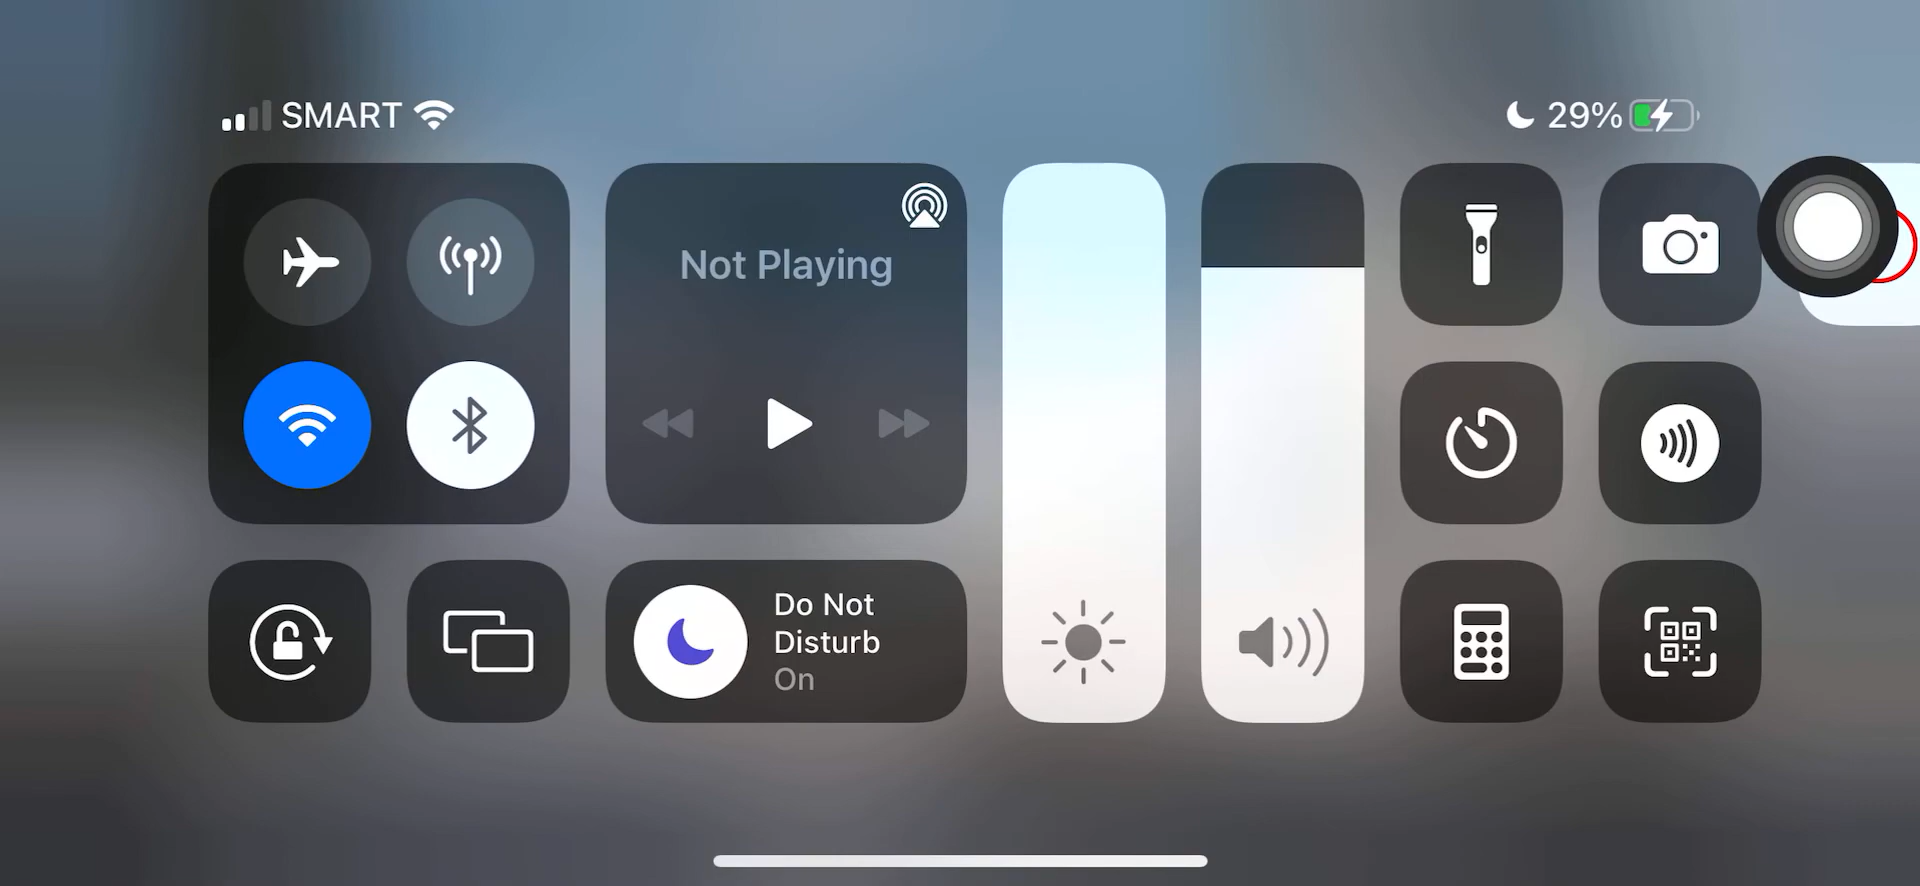 SMART
29%
Not Playing
Do Not
Disturb
On